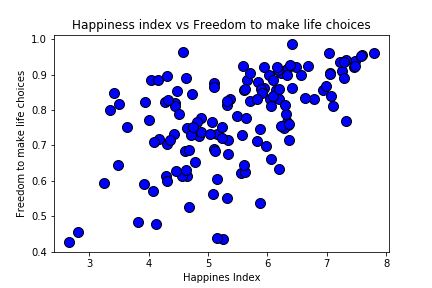 Happiness index vs Freedom to make life choices
1.0
0.9
0.8
0.7
0.6
0.5
0.4
Freedom to make life choices
3 4 5 6 7 8
Happines Index